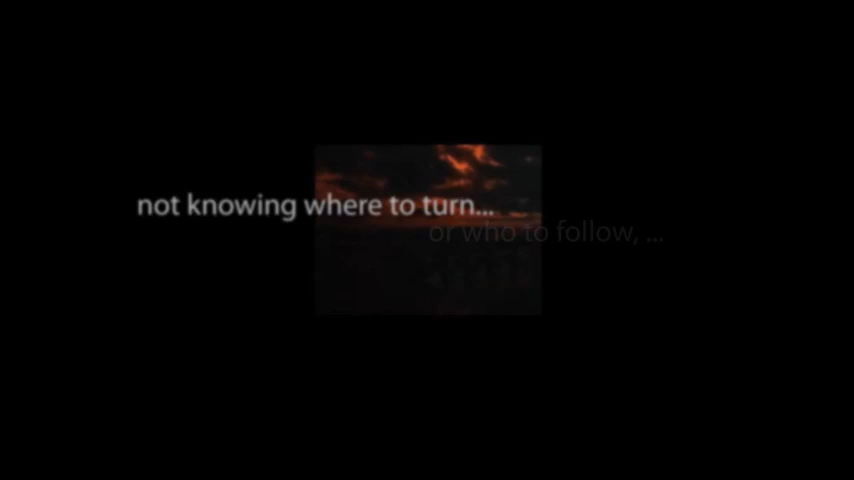 not knowing where to turn...
or who to follow, ...